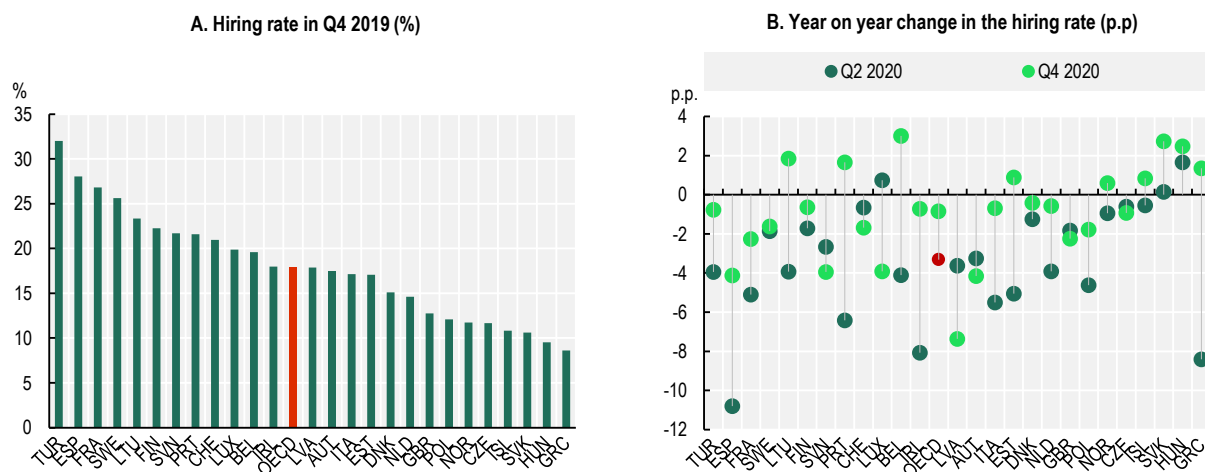 A. Hiring rate in Q4 2019 (%)
%
35
30
25
20
15
10
5
0
TUR
ESP
FRA
SWE
LTU
FIN
SVN
PRT
CHE
LUX
BEL
IRL
OECD
LVA
AUT
ITA
EST
DNK
NLD
GBR
POL
NOR
CZE
ISL
SVK
HUN
GRC
B. Year on year change in the hiring rate (p.p)
Q2 2020 Q4 2020
p.p.
4
2
0
-2
-4
-6
-8
-10
-12
TUR
ESP
FRA
SWE
LTU
FIN
SVN
PRT
CHE
LUX
BEL
IRL
OECD
LVA
AUT
ITA
EST
DNK
NLD
GBR
POL
NOR
CZE
ISL
SVK
HUN
GRC